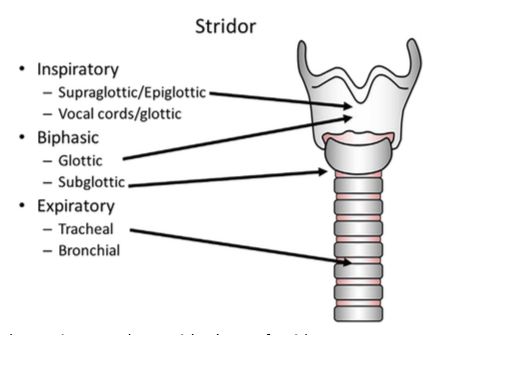 Stridor
• Inspiratory
– Supraglottic/Epiglottic
– Vocal cords/glottic
• Biphasic
– Glottic
– Subglottic
• Expiratory
– Tracheal
– Bronchial